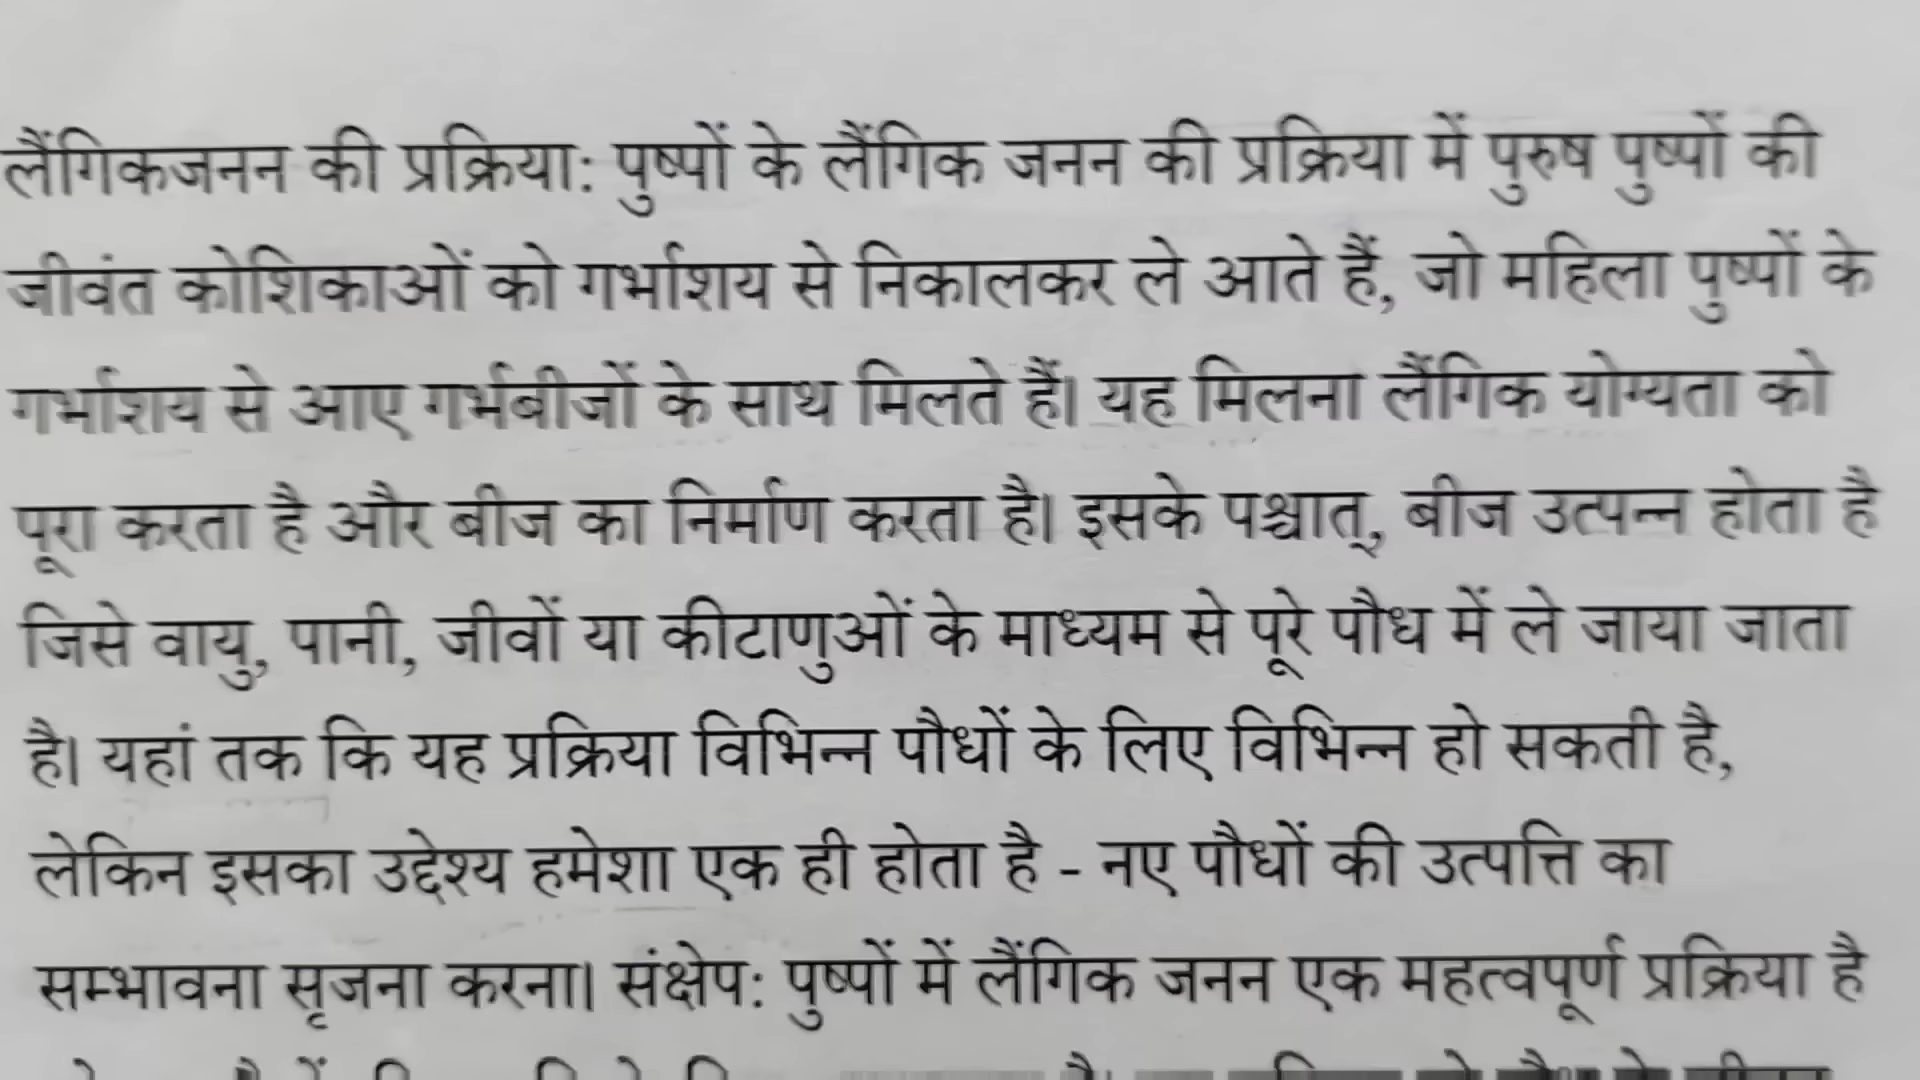 लैंगिकजनन की प्रक्रिया: पुष्पों के लैंगिक जनन की प्रक्रिया में पुरुष पुष्पों की
जीवंत कोशिकाओं को गर्भाशय से निकालकर ले आते हैं, जो महिला पुष्पों के
गर्भाशय से आए गर्भबीजों के साथ मिलते हैं। यह मिलना लैंगिक योग्यता को
पूरा करता है और बीज का निर्माण करता है। इसके पश्चात्, बीज उत्पन्न होता है
जिसे वायु, पानी, जीवों या कीटाणुओं के माध्यम से पूरे पौध में ले जाया जाता
है। यहां तक कि यह प्रक्रिया विभिन्न पौधों के लिए विभिन्न हो सकती है,
लेकिन इसका उद्देश्य हमेशा एक ही होता है - नए पौधों की उत्पत्ति का
सम्भावना सृजना करना। संक्षेप: पुष्पों में लैंगिक जनन एक महत्वपूर्ण प्रक्रिया है